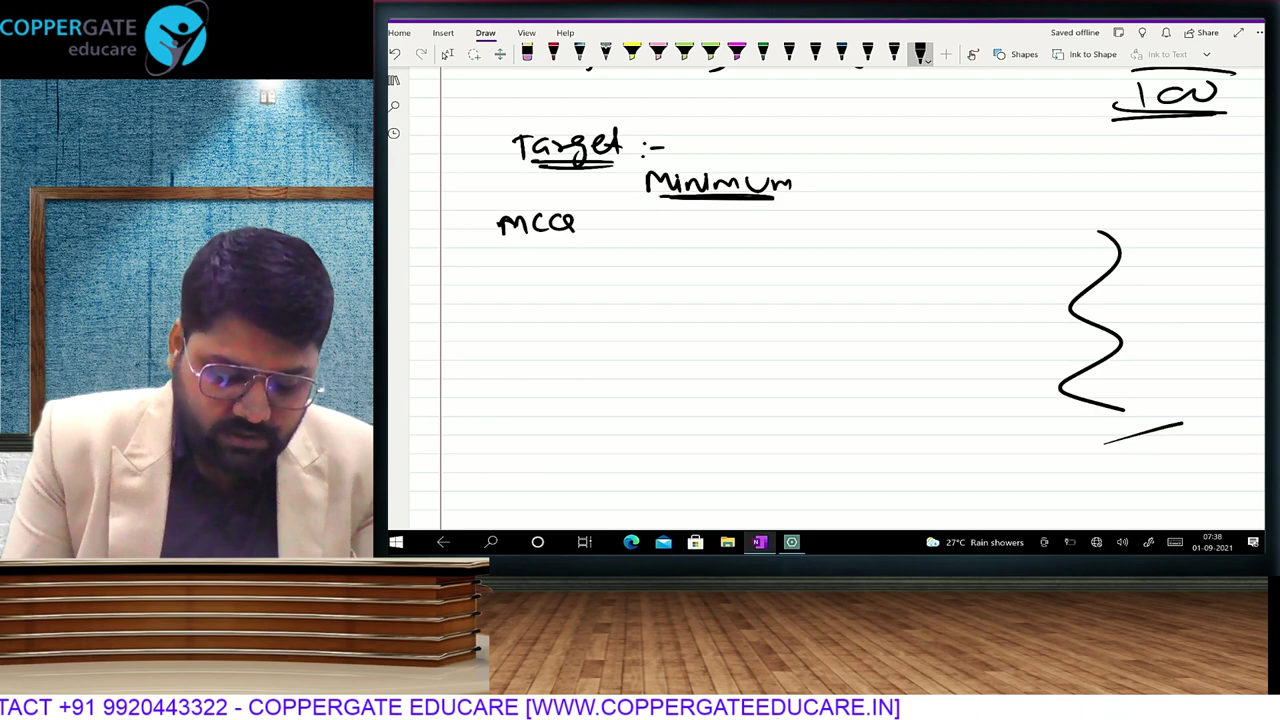 COPPERGATE
educare
Home Insert Draw View Help
Saved offline
Share
Shapes
Ink to Shape
Ink to Text
100
Target :-
Minimum
MCQ
27°C Rain showers
07:38
01-09-2021
TACT +91 9920443322 - COPPERGATE EDUCARE [WWW.COPPERGATEEDUCARE.IN]